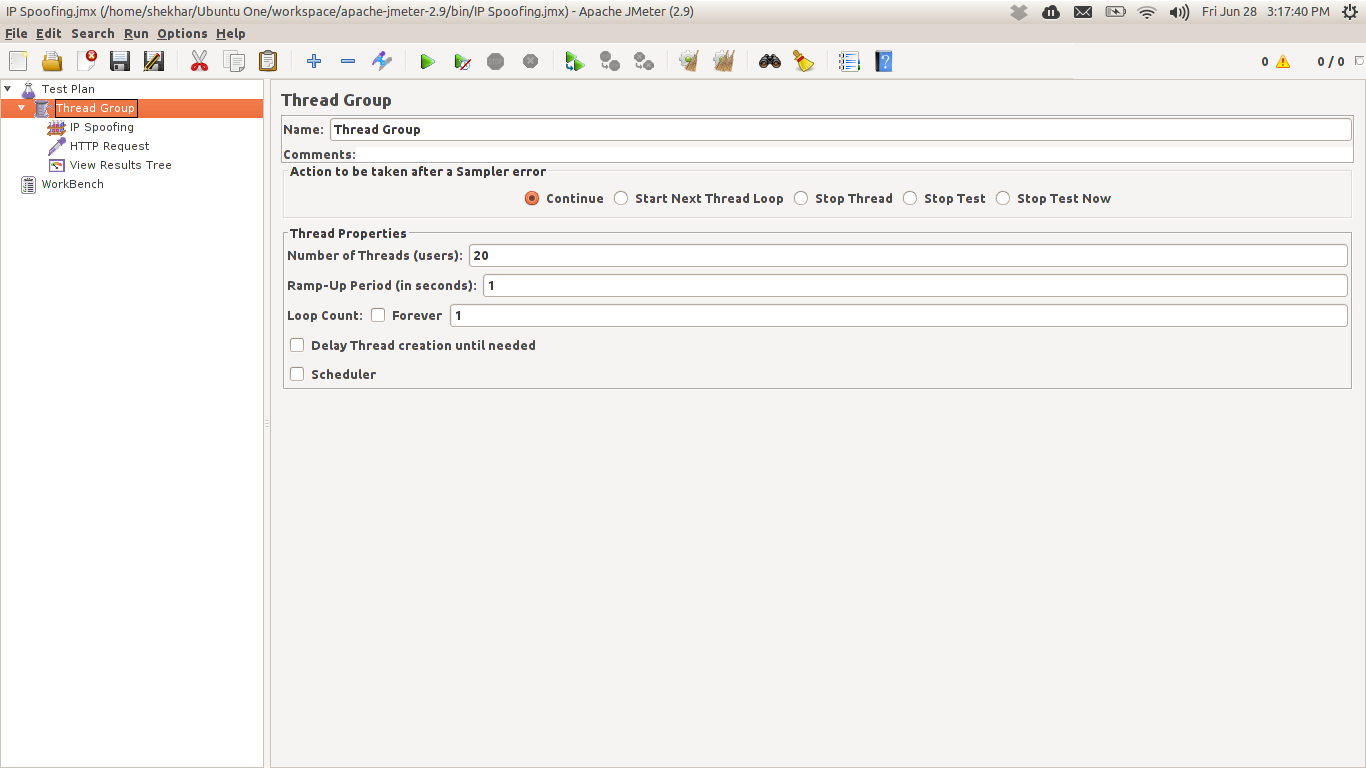 IP Spoofing.jmx (/home/shekhar/Ubuntu One/workspace/apache-jmeter-2.9/bin/IP Spoofing.jmx) - Apache JMeter (2.9) Fri Jun 28 3:17:40 PM
File Edit Search Run Options Help
STOP 0 0 / 0
Test Plan
Thread Group
IP Spoofing
HTTP Request
View Results Tree
WorkBench
Thread Group
Name: Thread Group
Comments:
Action to be taken after a Sampler error
Continue Start Next Thread Loop Stop Thread Stop Test Stop Test Now
Thread Properties
Number of Threads (users): 20
Ramp-Up Period (in seconds): 1
Loop Count: Forever 1
Delay Thread creation until needed
Scheduler